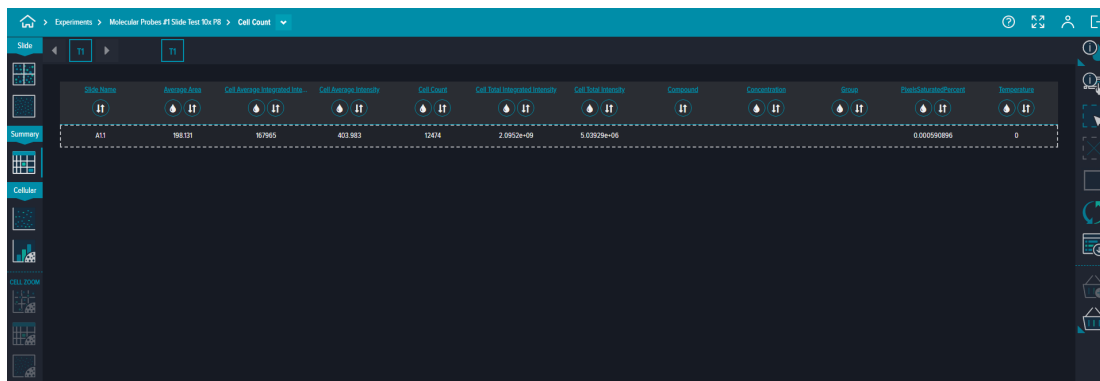 Experiments > Molecular Probes #1 Slide Test 10x P8 > Cell Count
Slide
T1
T1
Slide Name Average Area Cell Average Integrated Inte... Cell Average Intensity Cell Count Cell Total Integrated Intensity Cell Total Intensity Compound Concentration Group PixelsSaturatedPercent Temperature
A1.1 198.131 167965 403.983 12474 2.0952e+09 5.03929e+06 0.000590896 0
Summary
Cellular
CELL ZOOM